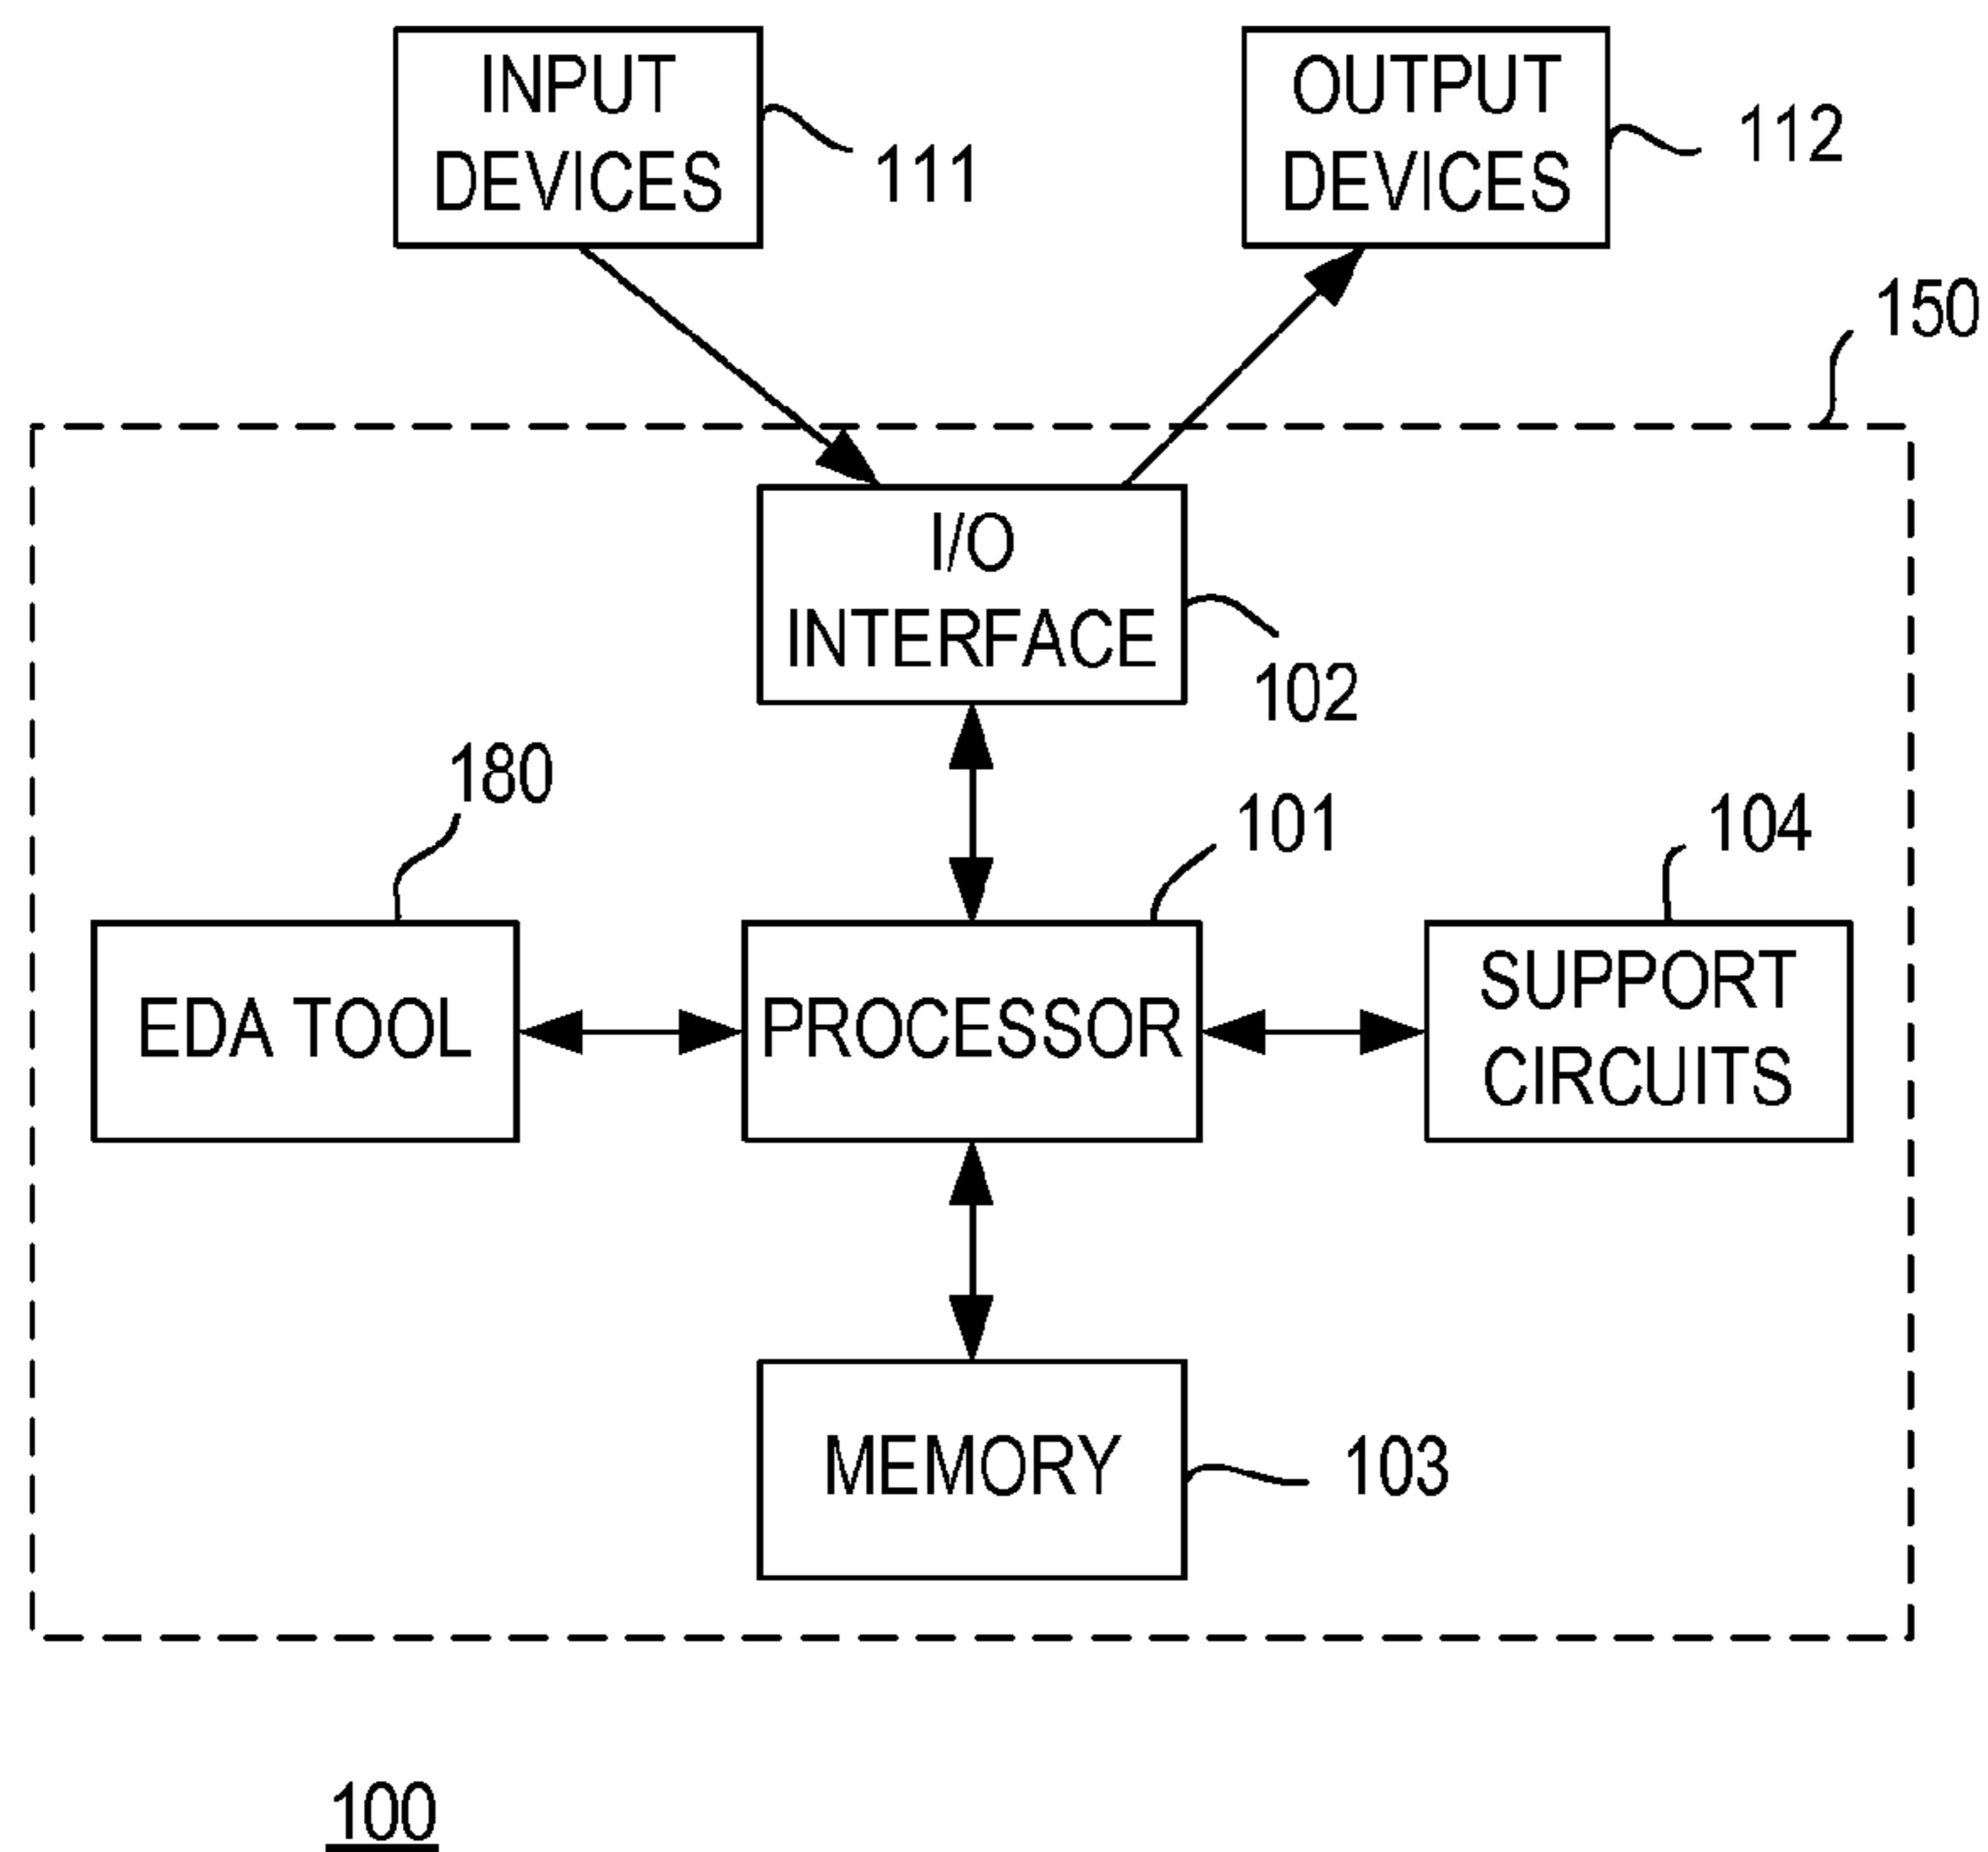 INPUT
DEVICES
111
OUTPUT
DEVICES
112
150
I/O
INTERFACE
102
180
101
104
EDA TOOL
PROCESSOR
SUPPORT
CIRCUITS
MEMORY
103
100